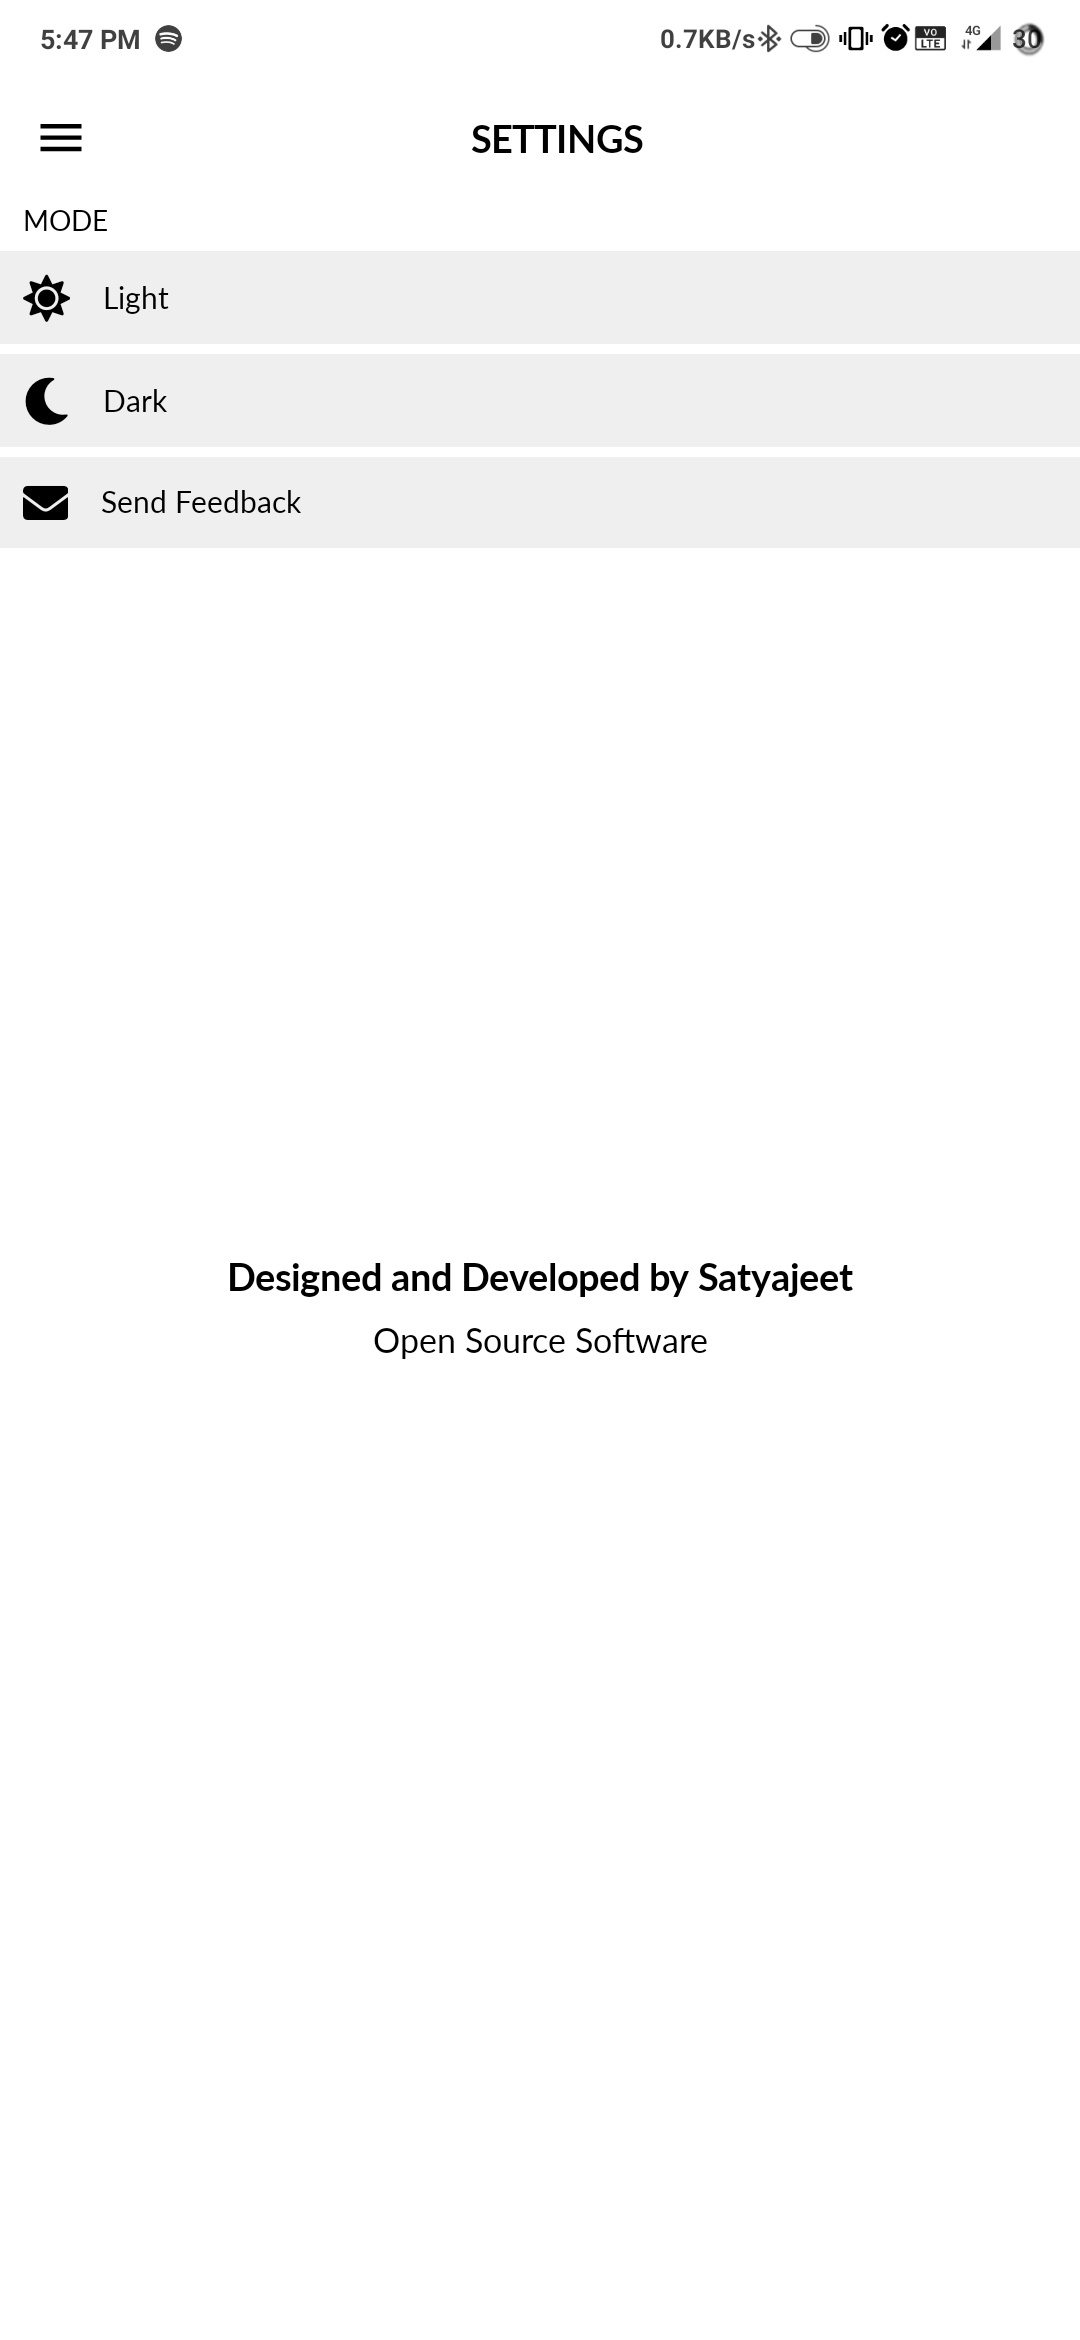 5:47 PM 0.7KB/s VO LTE 4G 30
SETTINGS
MODE
Light
Dark
Send Feedback
Designed and Developed by Satyajeet
Open Source Software